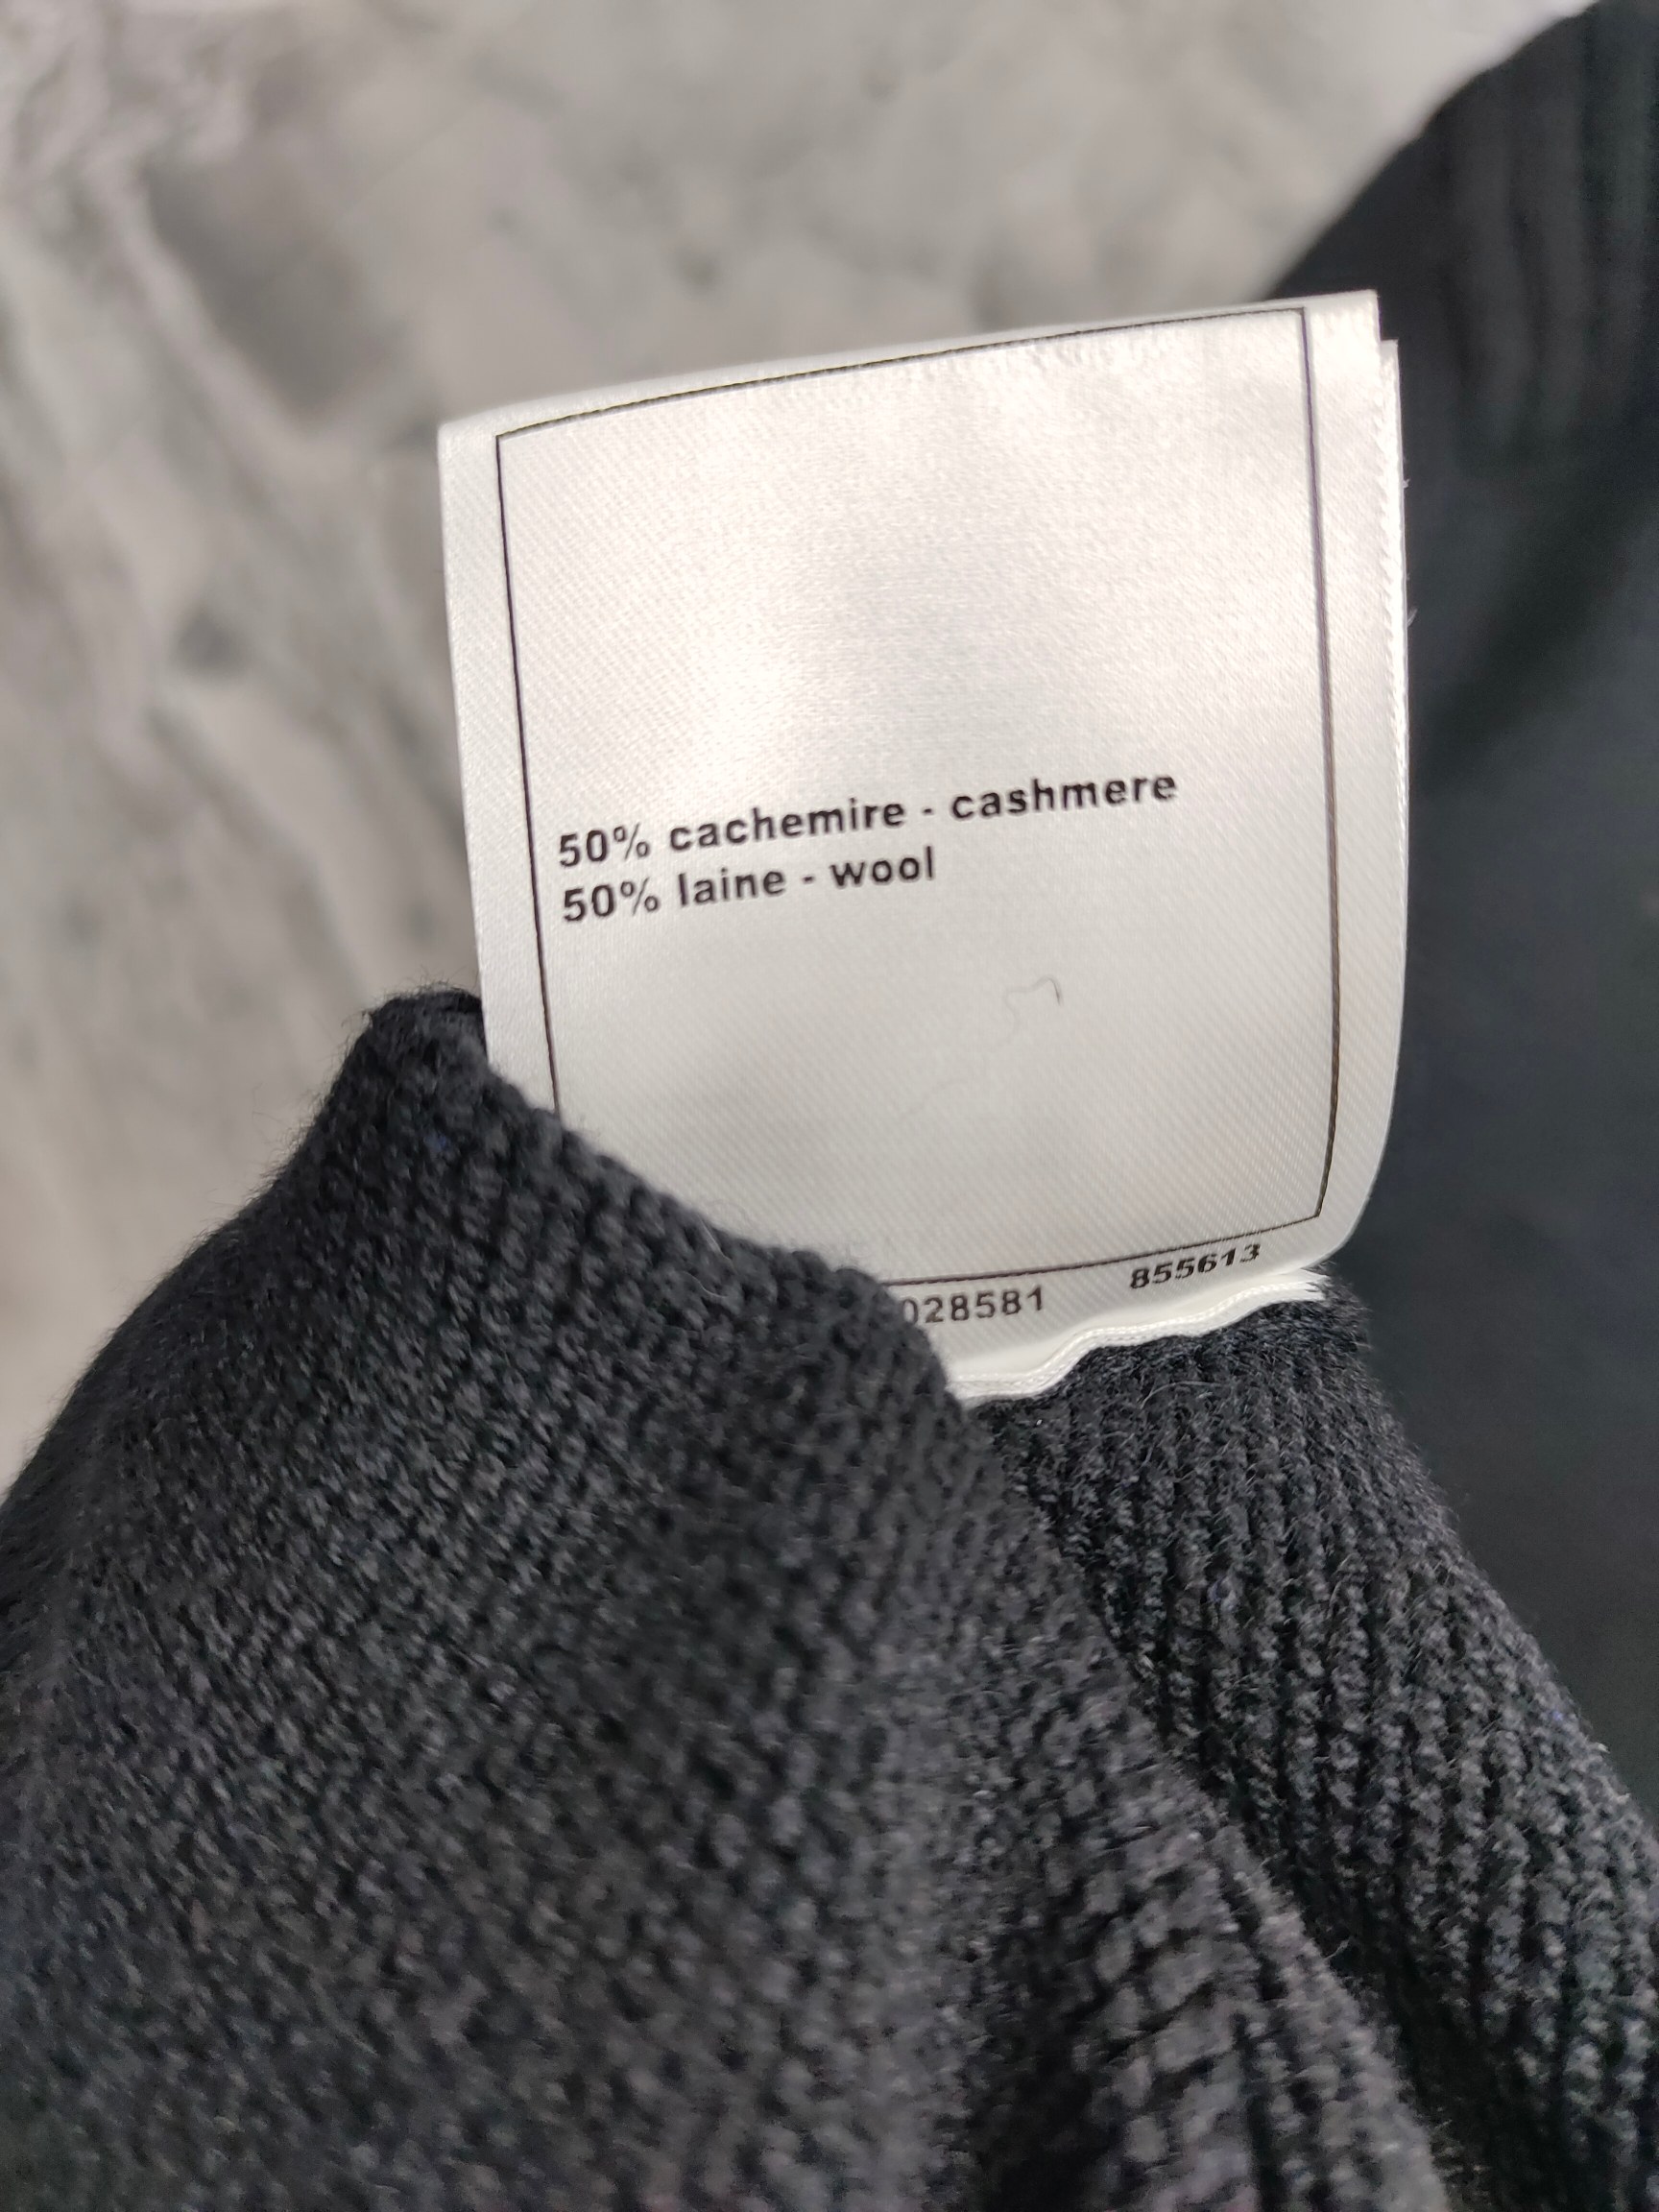 50% cachemire - cashmere
50% laine - wool
028581 855613